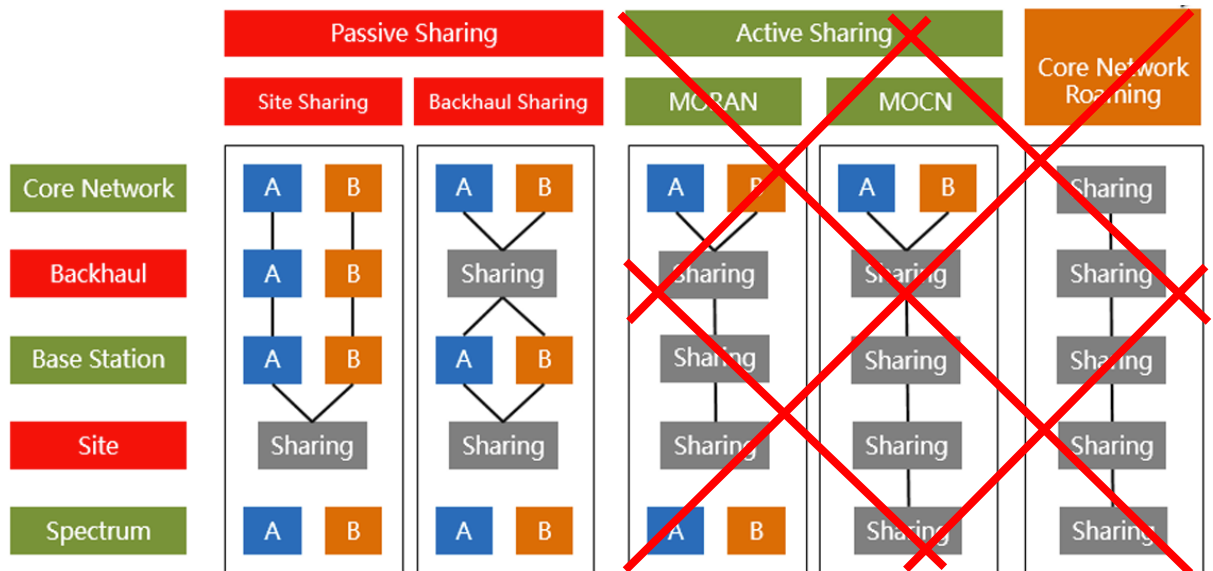 Passive Sharing
Active Sharing
Core Network
Roaming
Site Sharing
Backhaul Sharing
MORAN
MOCN
Core Network
A B A B A B A B Sharing
Backhaul
A B Sharing Sharing Sharing Sharing
Base Station
A B A B Sharing Sharing Sharing
Site
Sharing Sharing Sharing Sharing Sharing
Spectrum
A B A B A B Sharing Sharing